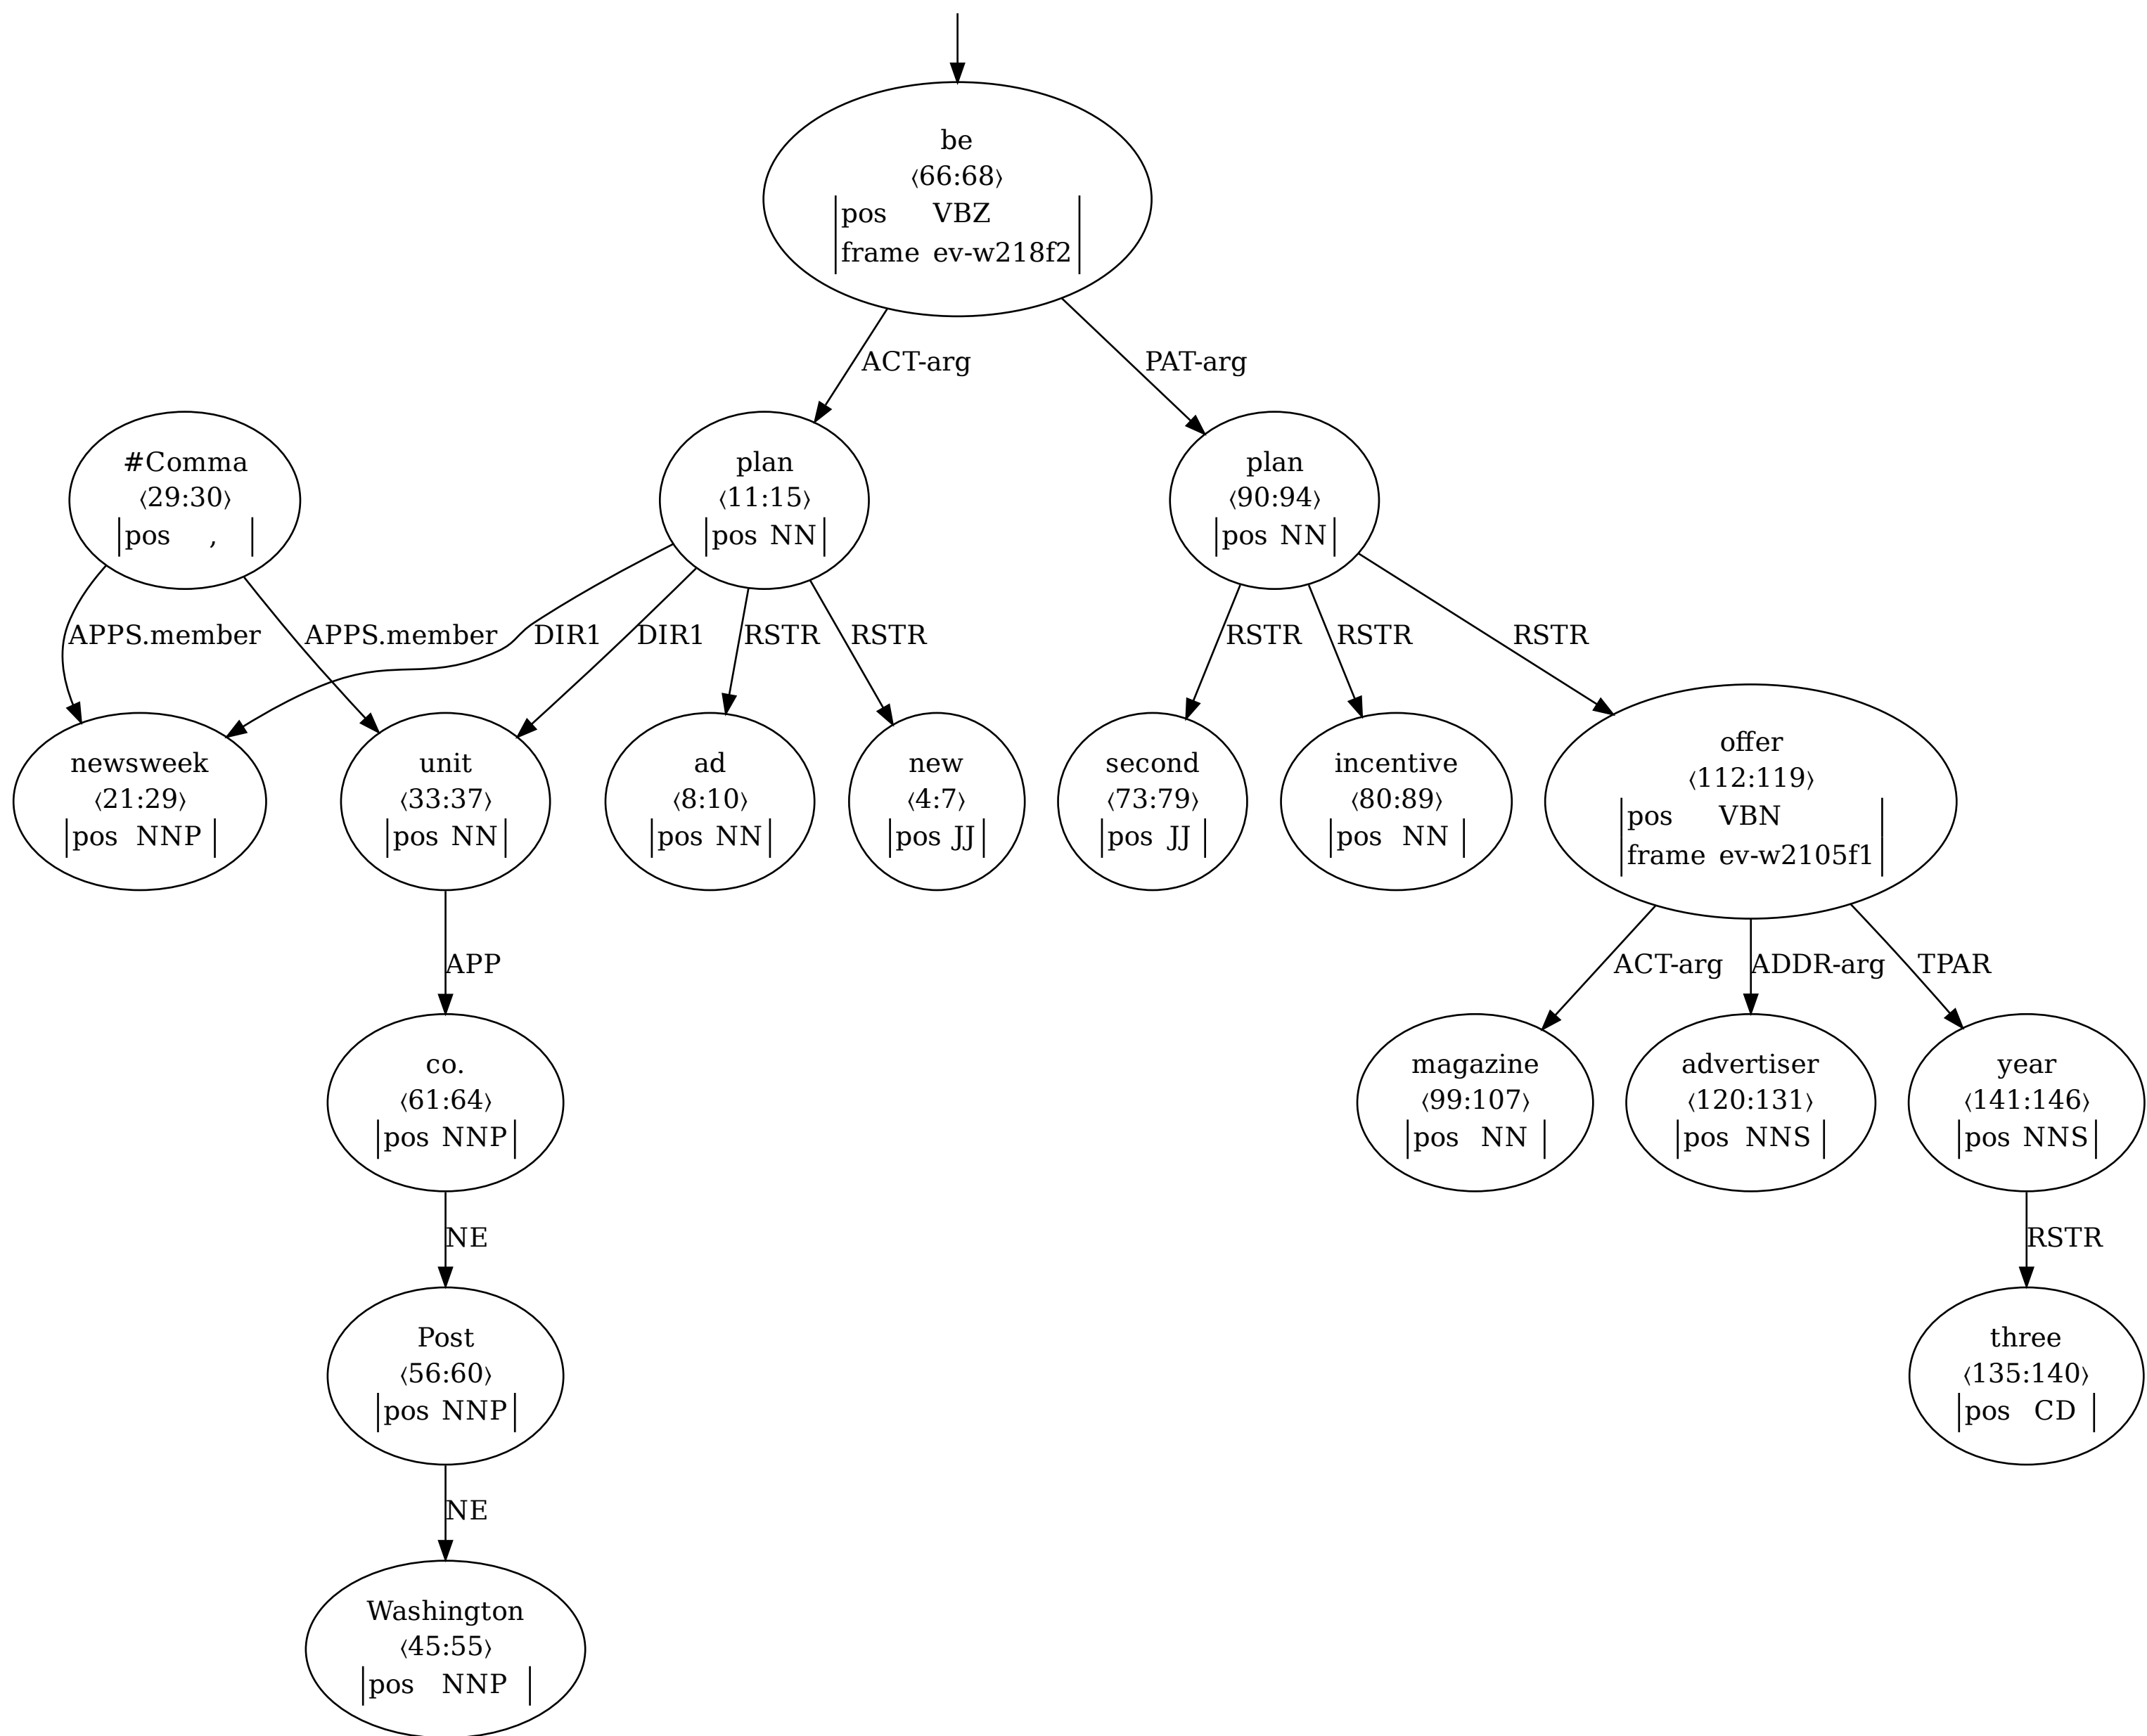 be
⟨66:68⟩
pos VBZ
frame ev-w218f2
ACT-arg
PAT-arg
#Comma
⟨29:30⟩
pos ,
plan
⟨11:15⟩
pos NN
plan
⟨90:94⟩
pos NN
APPS.member
APPS.member
DIR1
DIR1
RSTR
RSTR
RSTR
RSTR
RSTR
newsweek
⟨21:29⟩
pos NNP
unit
⟨33:37⟩
pos NN
ad
⟨8:10⟩
pos NN
new
⟨4:7⟩
pos JJ
second
⟨73:79⟩
pos JJ
incentive
⟨80:89⟩
pos NN
offer
⟨112:119⟩
pos VBN
frame ev-w2105f1
APP
ACT-arg
ADDR-arg
TPAR
co.
⟨61:64⟩
pos NNP
magazine
⟨99:107⟩
pos NN
advertiser
⟨120:131⟩
pos NNS
year
⟨141:146⟩
pos NNS
NE
RSTR
Post
⟨56:60⟩
pos NNP
three
⟨135:140⟩
pos CD
NE
Washington
⟨45:55⟩
pos NNP